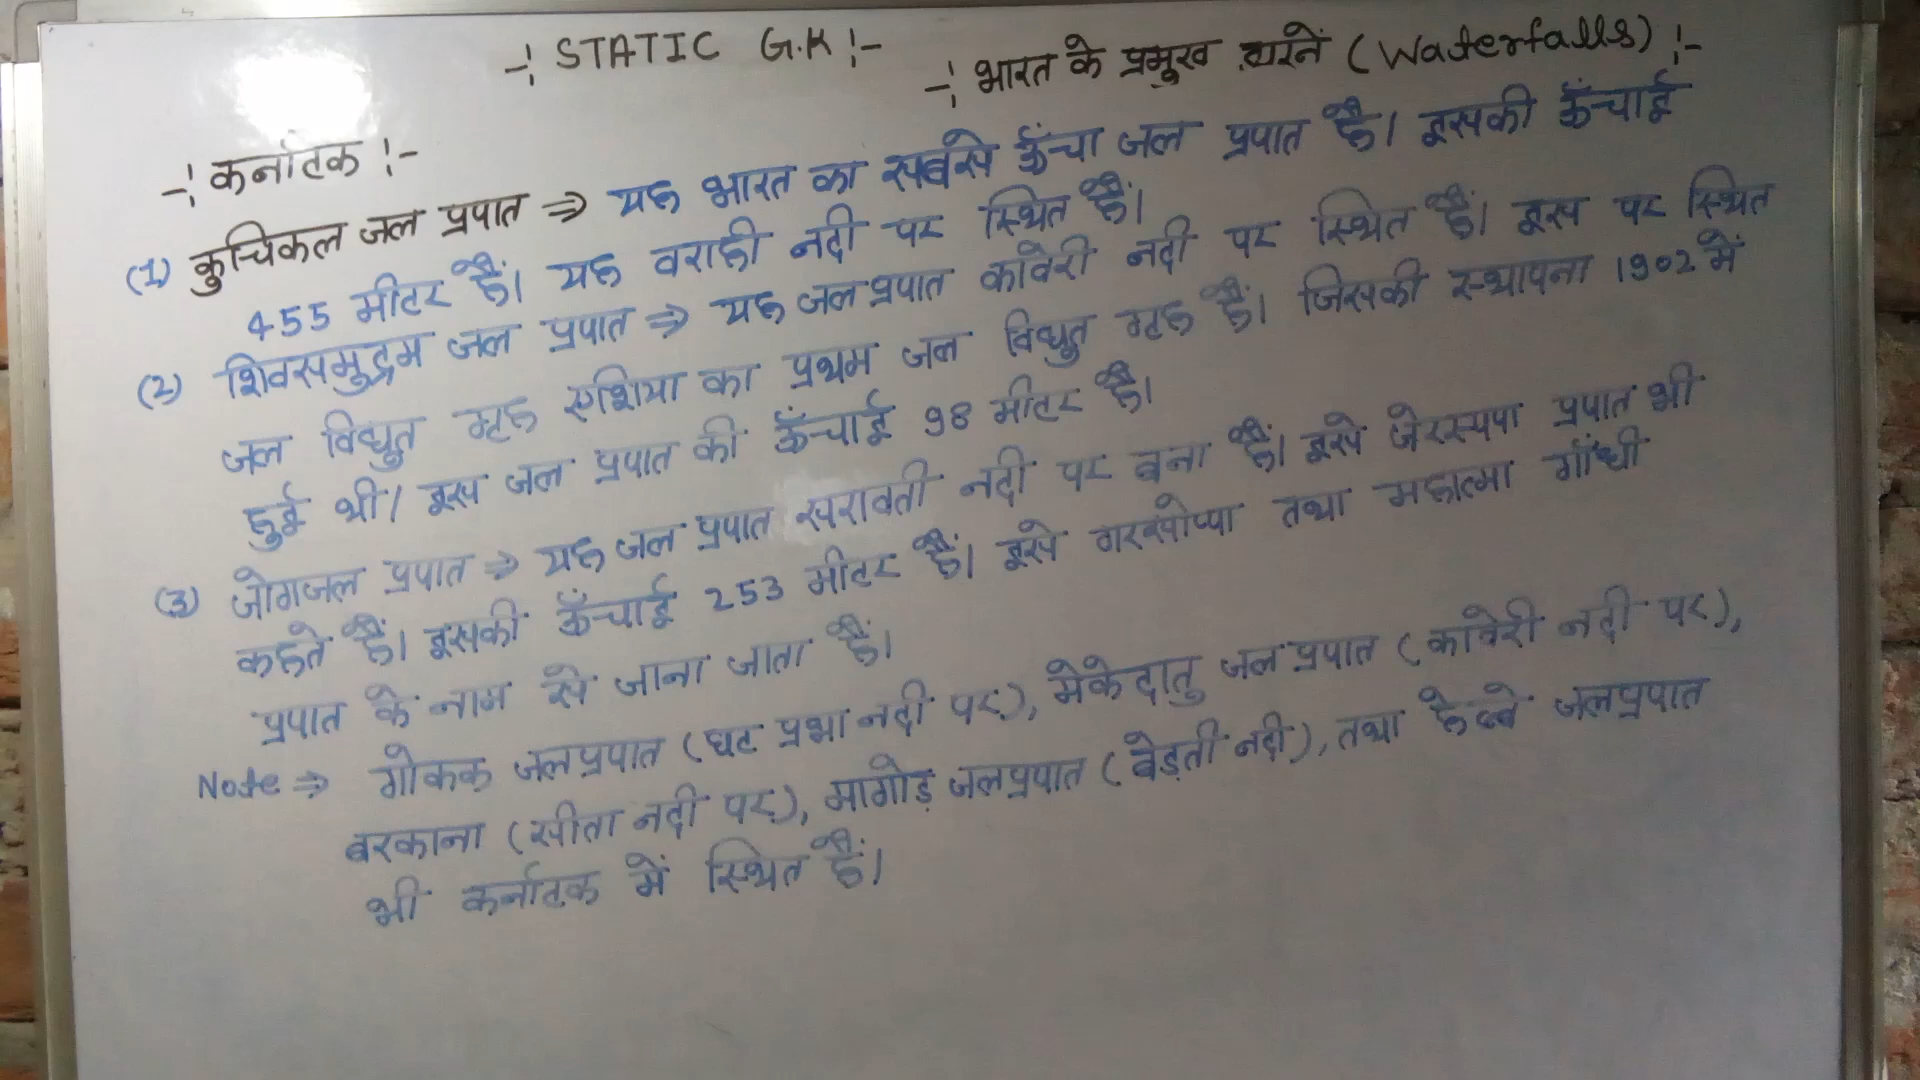 -: STATIC G.K :-
-: भारत के प्रमुख झरने (Waterfalls) :-
-: कर्नाटक :-
(1) कुचिकल जल प्रपात ⇒ यह भारत का सबसे ऊँचा जल प्रपात हैं। इसकी ऊँचाई
455 मीटर हैं। यह वराही नदी पर स्थित हैं।
(2) शिवसमुद्रम जल प्रपात ⇒ यह जल प्रपात कावेरी नदी पर स्थित हैं। इस पर स्थित
जल विधुत गृह एशिया का प्रथम जल विधुत गृह हैं। जिसकी स्थापना 1902 में
हुई थी। इस जल प्रपात की ऊँचाई 98 मीटर हैं।
(3) जोगजल प्रपात ⇒ यह जल प्रपात सरावती नदी पर बना हैं। इसे जेरस्पपा प्रपात भी
कहते हैं। इसकी ऊँचाई 253 मीटर हैं। इसे गरसोप्पा तथा महात्मा गाँधी
प्रपात के नाम से जाना जाता हैं।
Note ⇒ गोकक जलप्रपात (घट प्रभा नदी पर), मेकेदातु जल प्रपात (कावेरी नदी पर),
बरकाना (सीता नदी पर), मागोड़ जलप्रपात (बेड़ती नदी), तथा हेब्बे जलप्रपात
भी कर्नाटक में स्थित हैं।